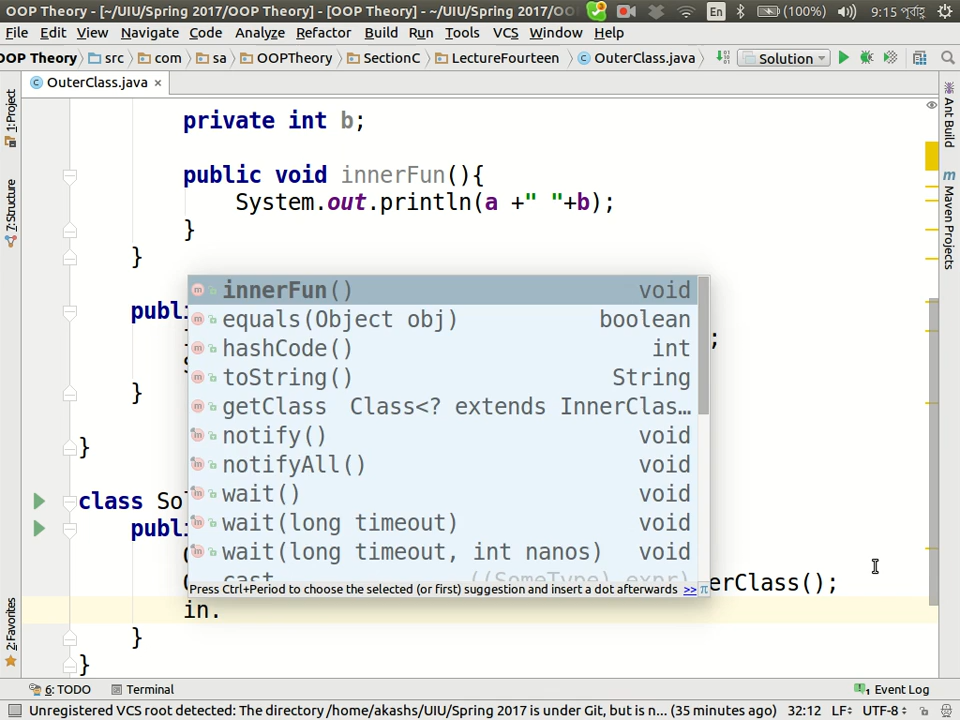 OOP Theory - [~/UIU/Spring 2017/OOP Theory] - [OOP Theory] - ~/UIU/Spring 2017/OO
En (100%) 9:15 পূর্বাহ্ণ
File Edit View Navigate Code Analyze Refactor Build Run Tools VCS Window Help
OOP Theory src com sa OOPTheory SectionC LectureFourteen OuterClass.java Solution
OuterClass.java
1:Project
7:Structure
2:Favorites
Ant Build
Maven Projects
private int b;
public void innerFun(){
System.out.println(a +" "+b);
}
}
innerFun() void
publ
equals(Object obj) boolean
hashCode() int
;
toString() String
}
getClass Class<? extends InnerClas…
notify() void
}
notifyAll() void
wait() void
class So
wait(long timeout) void
publ
wait(long timeout, int nanos) void
cast ((SomeType) expr)
erClass();
Press Ctrl+Period to choose the selected (or first) suggestion and insert a dot afterwards >> π
in.
}
}
6: TODO Terminal Event Log
Unregistered VCS root detected: The directory /home/akashs/UIU/Spring 2017 is under Git, but is n... (35 minutes ago) 32:12 LF UTF-8